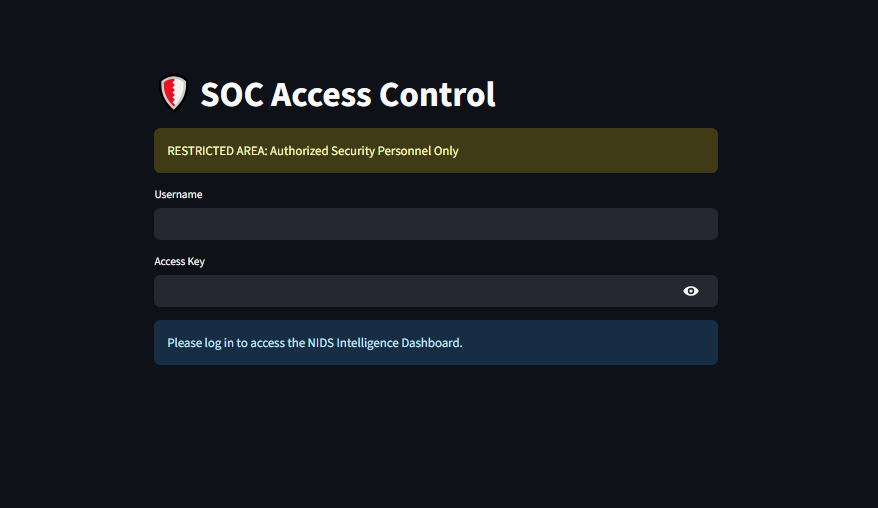 SOC Access Control
RESTRICTED AREA: Authorized Security Personnel Only
Username
Access Key
Please log in to access the NIDS Intelligence Dashboard.